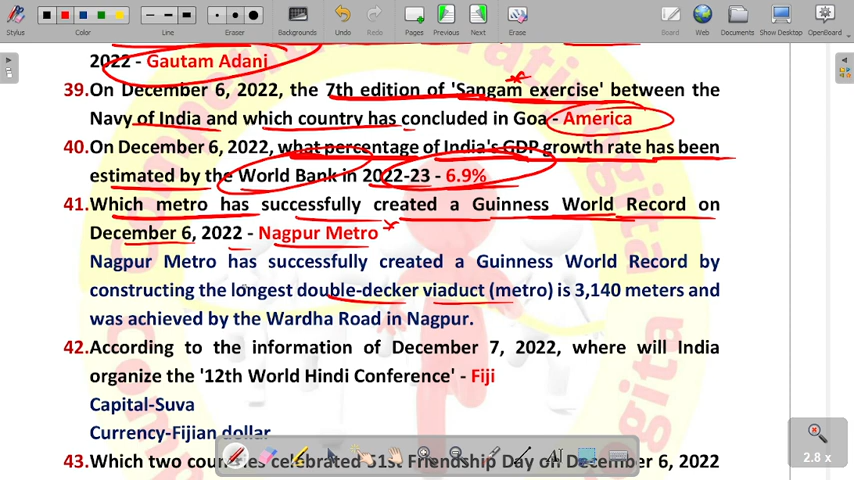 Stylus Color Line Eraser Backgrounds Undo Redo Pages Previous Next Erase Board Web Documents Show Desktop OpenBoard
2022 - Gautam Adani
39.On December 6, 2022, the 7th edition of 'Sangam exercise' between the
Navy of India and which country has concluded in Goa - America
40.On December 6, 2022, what percentage of India's GDP growth rate has been
estimated by the World Bank in 2022-23 - 6.9%
41.Which metro has successfully created a Guinness World Record on
December 6, 2022 - Nagpur Metro
Nagpur Metro has successfully created a Guinness World Record by
constructing the longest double-decker viaduct (metro) is 3,140 meters and
was achieved by the Wardha Road in Nagpur.
42.According to the information of December 7, 2022, where will India
organize the '12th World Hindi Conference' - Fiji
Capital-Suva
Currency-Fijian dollar
43.Which two countries celebrated 51st Friendship Day on December 6, 2022
2.8 x